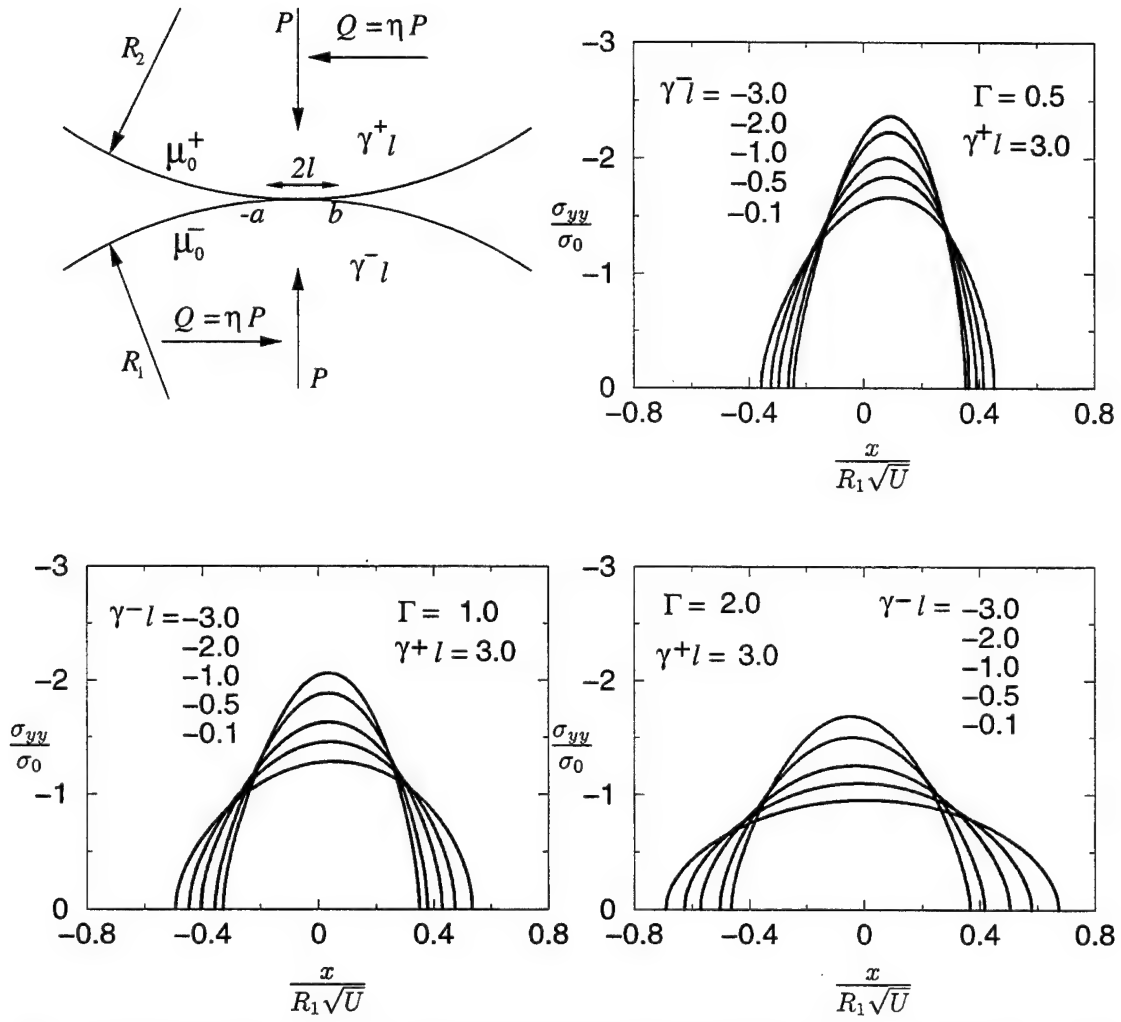 P
Q = η P
R₂
μ₀⁺
γ⁺l
2l
-a
b
μ₀⁻
γ⁻l
Q = η P
R₁
P
−3
−2
−1
0
σyy
σ0
γ⁻l = −3.0
−2.0
−1.0
−0.5
−0.1
Γ = 0.5
γ⁺l = 3.0
−0.8
−0.4
0
0.4
0.8
x
R₁√U
−3
−2
−1
0
σyy
σ0
γ− l = −3.0
−2.0
−1.0
−0.5
−0.1
Γ = 1.0
γ+ l = 3.0
−0.8
−0.4
0
0.4
0.8
x
R₁√U
−3
−2
−1
0
σyy
σ0
Γ = 2.0
γ+ l = 3.0
γ− l = −3.0
−2.0
−1.0
−0.5
−0.1
−0.8
−0.4
0
0.4
0.8
x
R₁√U